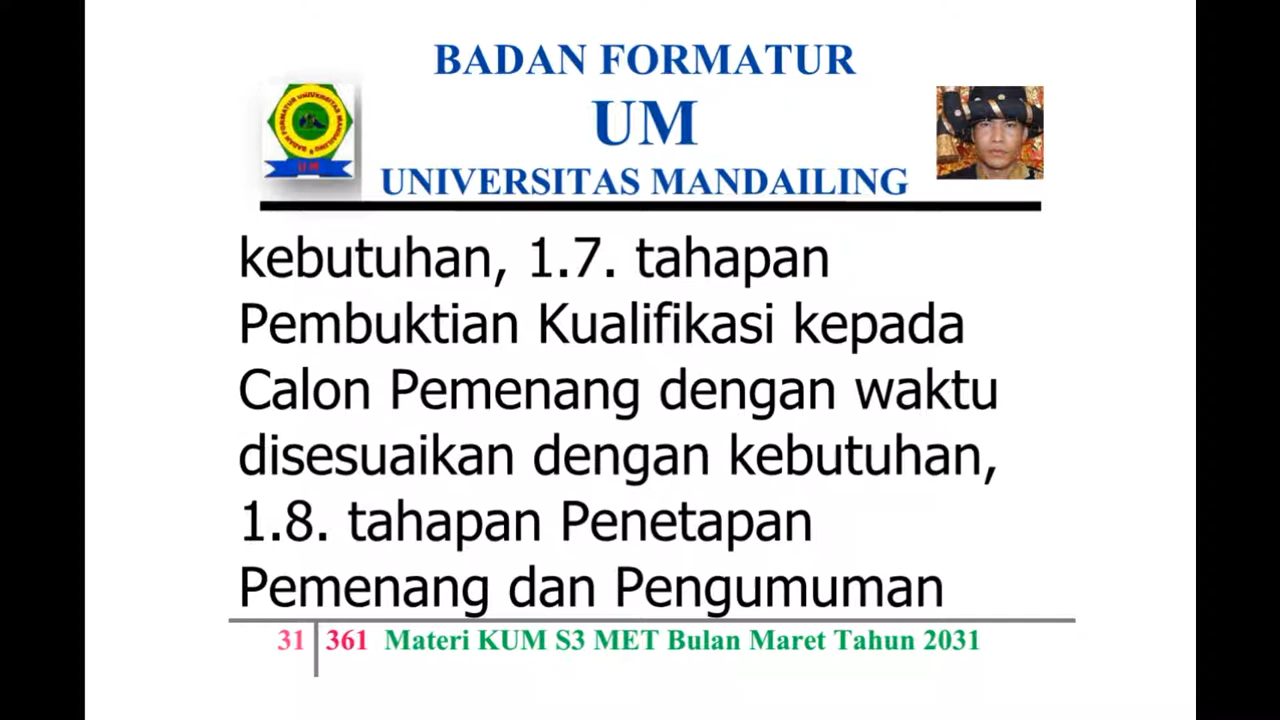 BADAN FORMATUR
UM
UNIVERSITAS MANDAILING
kebutuhan, 1.7. tahapan
Pembuktian Kualifikasi kepada
Calon Pemenang dengan waktu
disesuaikan dengan kebutuhan,
1.8. tahapan Penetapan
Pemenang dan Pengumuman
31 361 Materi KUM S3 MET Bulan Maret Tahun 2031